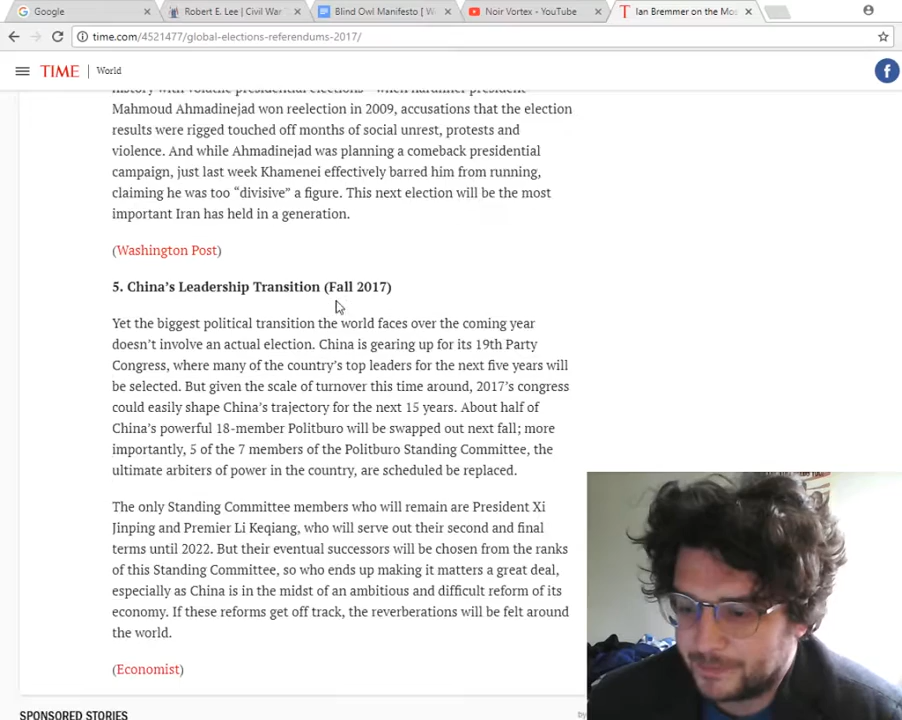 Google
Robert E. Lee | Civil War
Blind Owl Manifesto [ W
Noir Vortex - YouTube
Ian Bremmer on the Mos
time.com/4521477/global-elections-referendums-2017/
TIME | World
f
history with volatile presidential elections—when hardliner president
Mahmoud Ahmadinejad won reelection in 2009, accusations that the election
results were rigged touched off months of social unrest, protests and
violence. And while Ahmadinejad was planning a comeback presidential
campaign, just last week Khamenei effectively barred him from running,
claiming he was too “divisive” a figure. This next election will be the most
important Iran has held in a generation.
(Washington Post)
5. China’s Leadership Transition (Fall 2017)
Yet the biggest political transition the world faces over the coming year
doesn’t involve an actual election. China is gearing up for its 19th Party
Congress, where many of the country’s top leaders for the next five years will
be selected. But given the scale of turnover this time around, 2017’s congress
could easily shape China’s trajectory for the next 15 years. About half of
China’s powerful 18-member Politburo will be swapped out next fall; more
importantly, 5 of the 7 members of the Politburo Standing Committee, the
ultimate arbiters of power in the country, are scheduled be replaced.
The only Standing Committee members who will remain are President Xi
Jinping and Premier Li Keqiang, who will serve out their second and final
terms until 2022. But their eventual successors will be chosen from the ranks
of this Standing Committee, so who ends up making it matters a great deal,
especially as China is in the midst of an ambitious and difficult reform of its
economy. If these reforms get off track, the reverberations will be felt around
the world.
(Economist)
SPONSORED STORIES
by